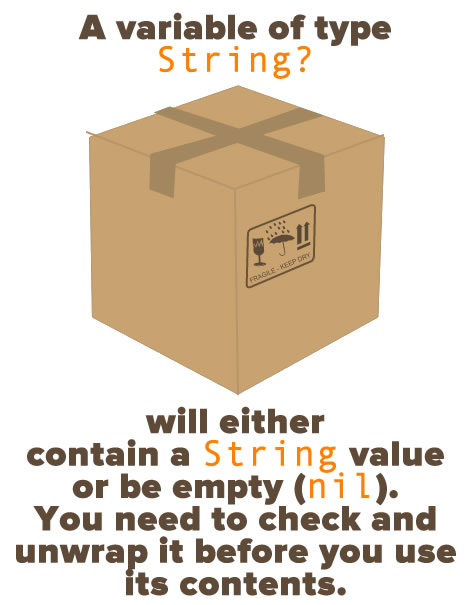 A variable of type
String?
FRAGILE - KEEP DRY
will either
contain a String value
or be empty (nil).
You need to check and
unwrap it before you use
its contents.